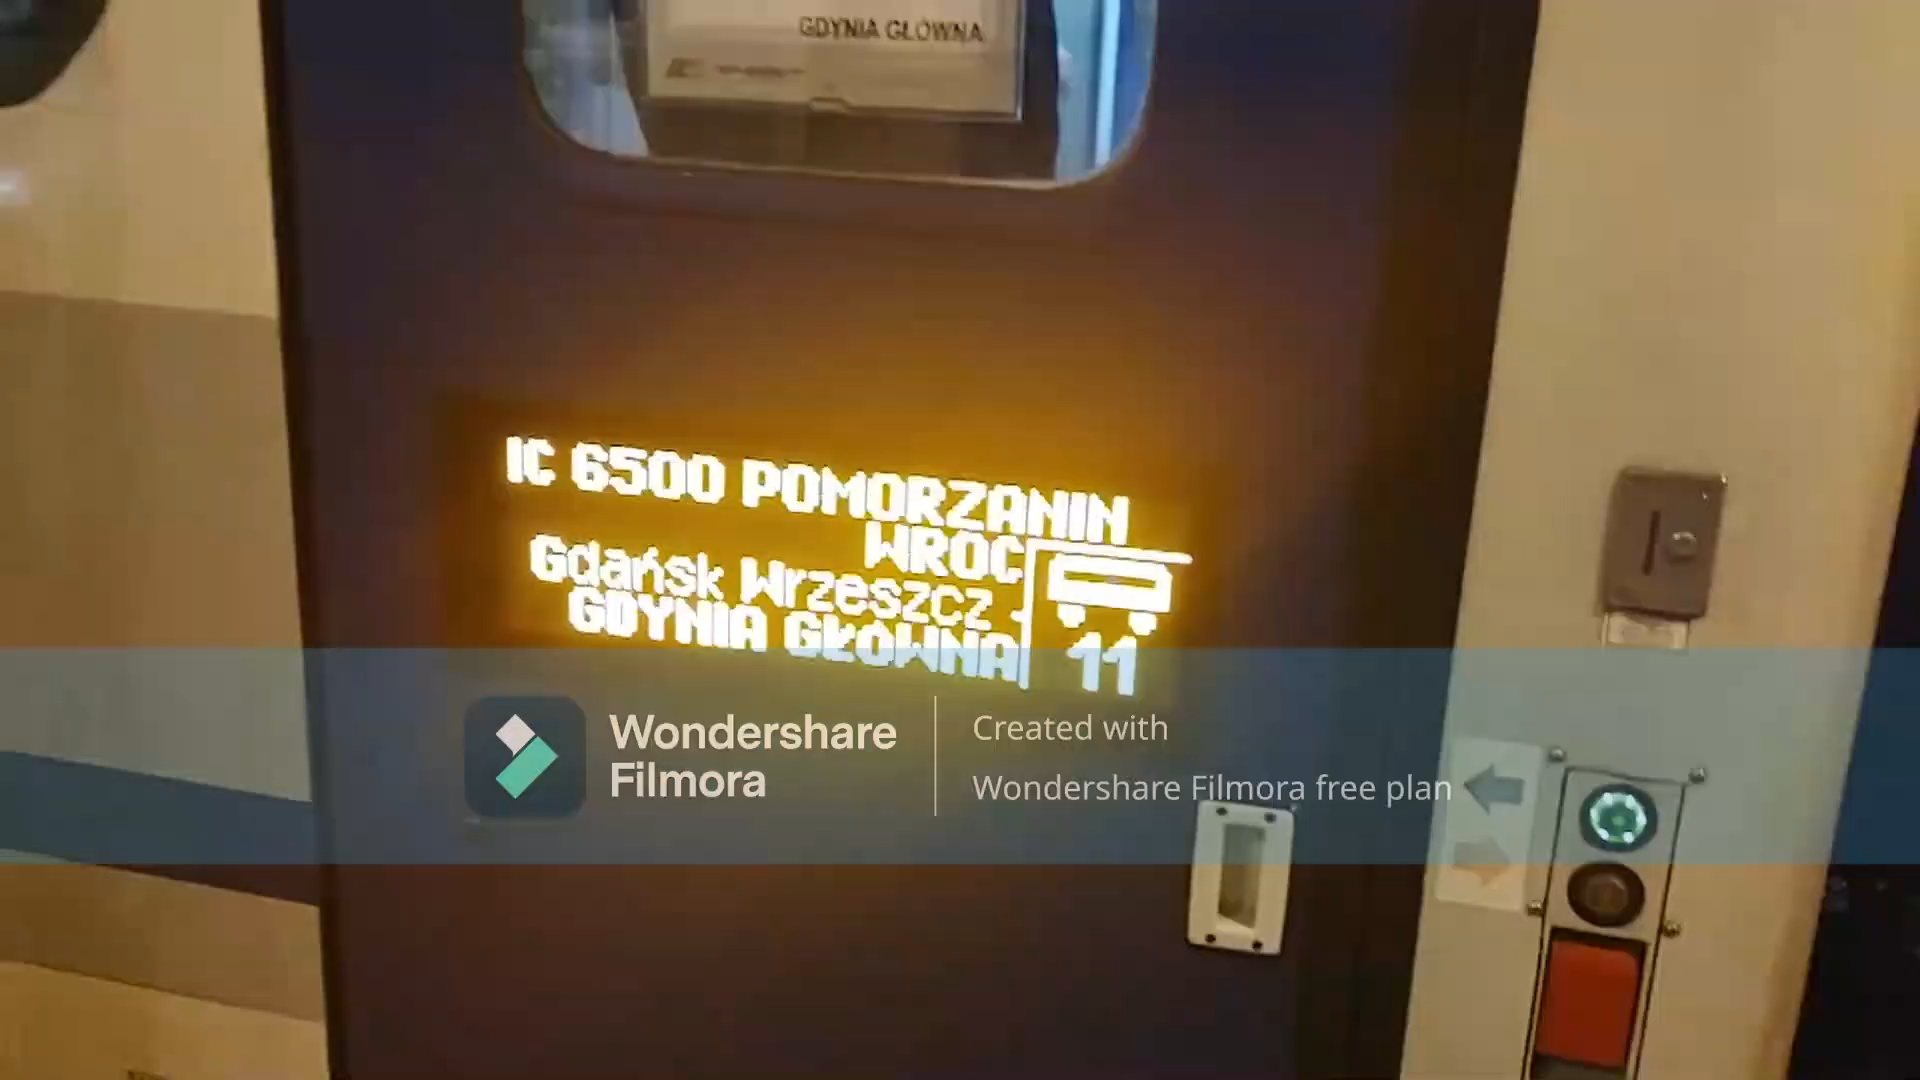 GDYNIA GŁÓWNA
IC 6500 POMORZANIN
WROC
Gdańsk Wrzeszcz -
GDYNIA GŁÓWNA
11
Wondershare
Filmora
Created with
Wondershare Filmora free plan